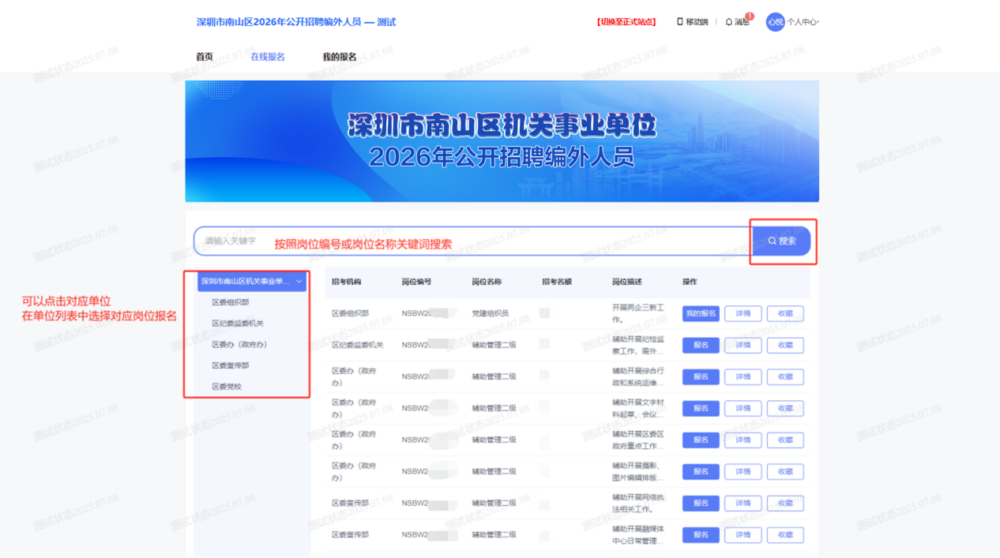 深圳市南山区2026年公开招聘编外人员 — 测试
【切换至正式站点】
移动端
消息
1
心悦
个人中心
首页
在线报名
我的报名
深圳市南山区机关事业单位
2026年公开招聘编外人员
请输入关键字
按照岗位编号或岗位名称关键词搜索
搜索
可以点击对应单位
在单位列表中选择对应岗位报名
深圳市南山区机关事业单...
区委组织部
区纪委监委机关
区委办（政府办）
区委宣传部
区委党校
招考机构 岗位编号 岗位名称 招考名额 岗位描述 操作
区委组织部 NSBW20 党建组织员 开展两企三新工
作。
我的报名 详情 收藏
区纪委监委机关 NSBW2 辅助管理二级 辅助开展纪检监
察工作，需外...
报名 详情 收藏
区委办（政府
办） NSBW2 辅助管理二级 辅助开展综合行
政和系统运维...
报名 详情 收藏
区委办（政府
办） NSBW2 辅助管理二级 辅助开展文字材
料起草、会议...
报名 详情 收藏
区委办（政府
办） NSBW2 辅助管理二级 辅助开展区委区
政府重点工作...
报名 详情 收藏
区委办（政府
办） NSBW2 辅助管理二级 辅助开展摄影、
图片编辑排版...
报名 详情 收藏
区委宣传部 NSBW2 辅助管理二级 辅助开展网络执
法相关工作。
报名 详情 收藏
区委宣传部 NSBW2 辅助管理二级 辅助开展融媒体
中心日常管理...
报名 详情 收藏
测试状态2025.07.08